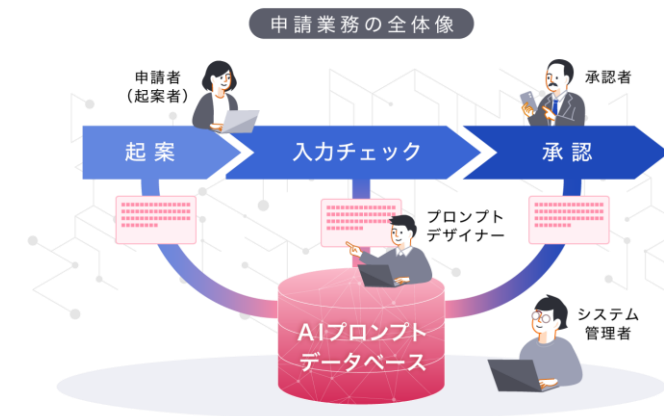 申請業務の全体像
申請者
（起案者）
承認者
起案
入力チェック
承認
プロンプト
デザイナー
AIプロンプト
データベース
システム
管理者